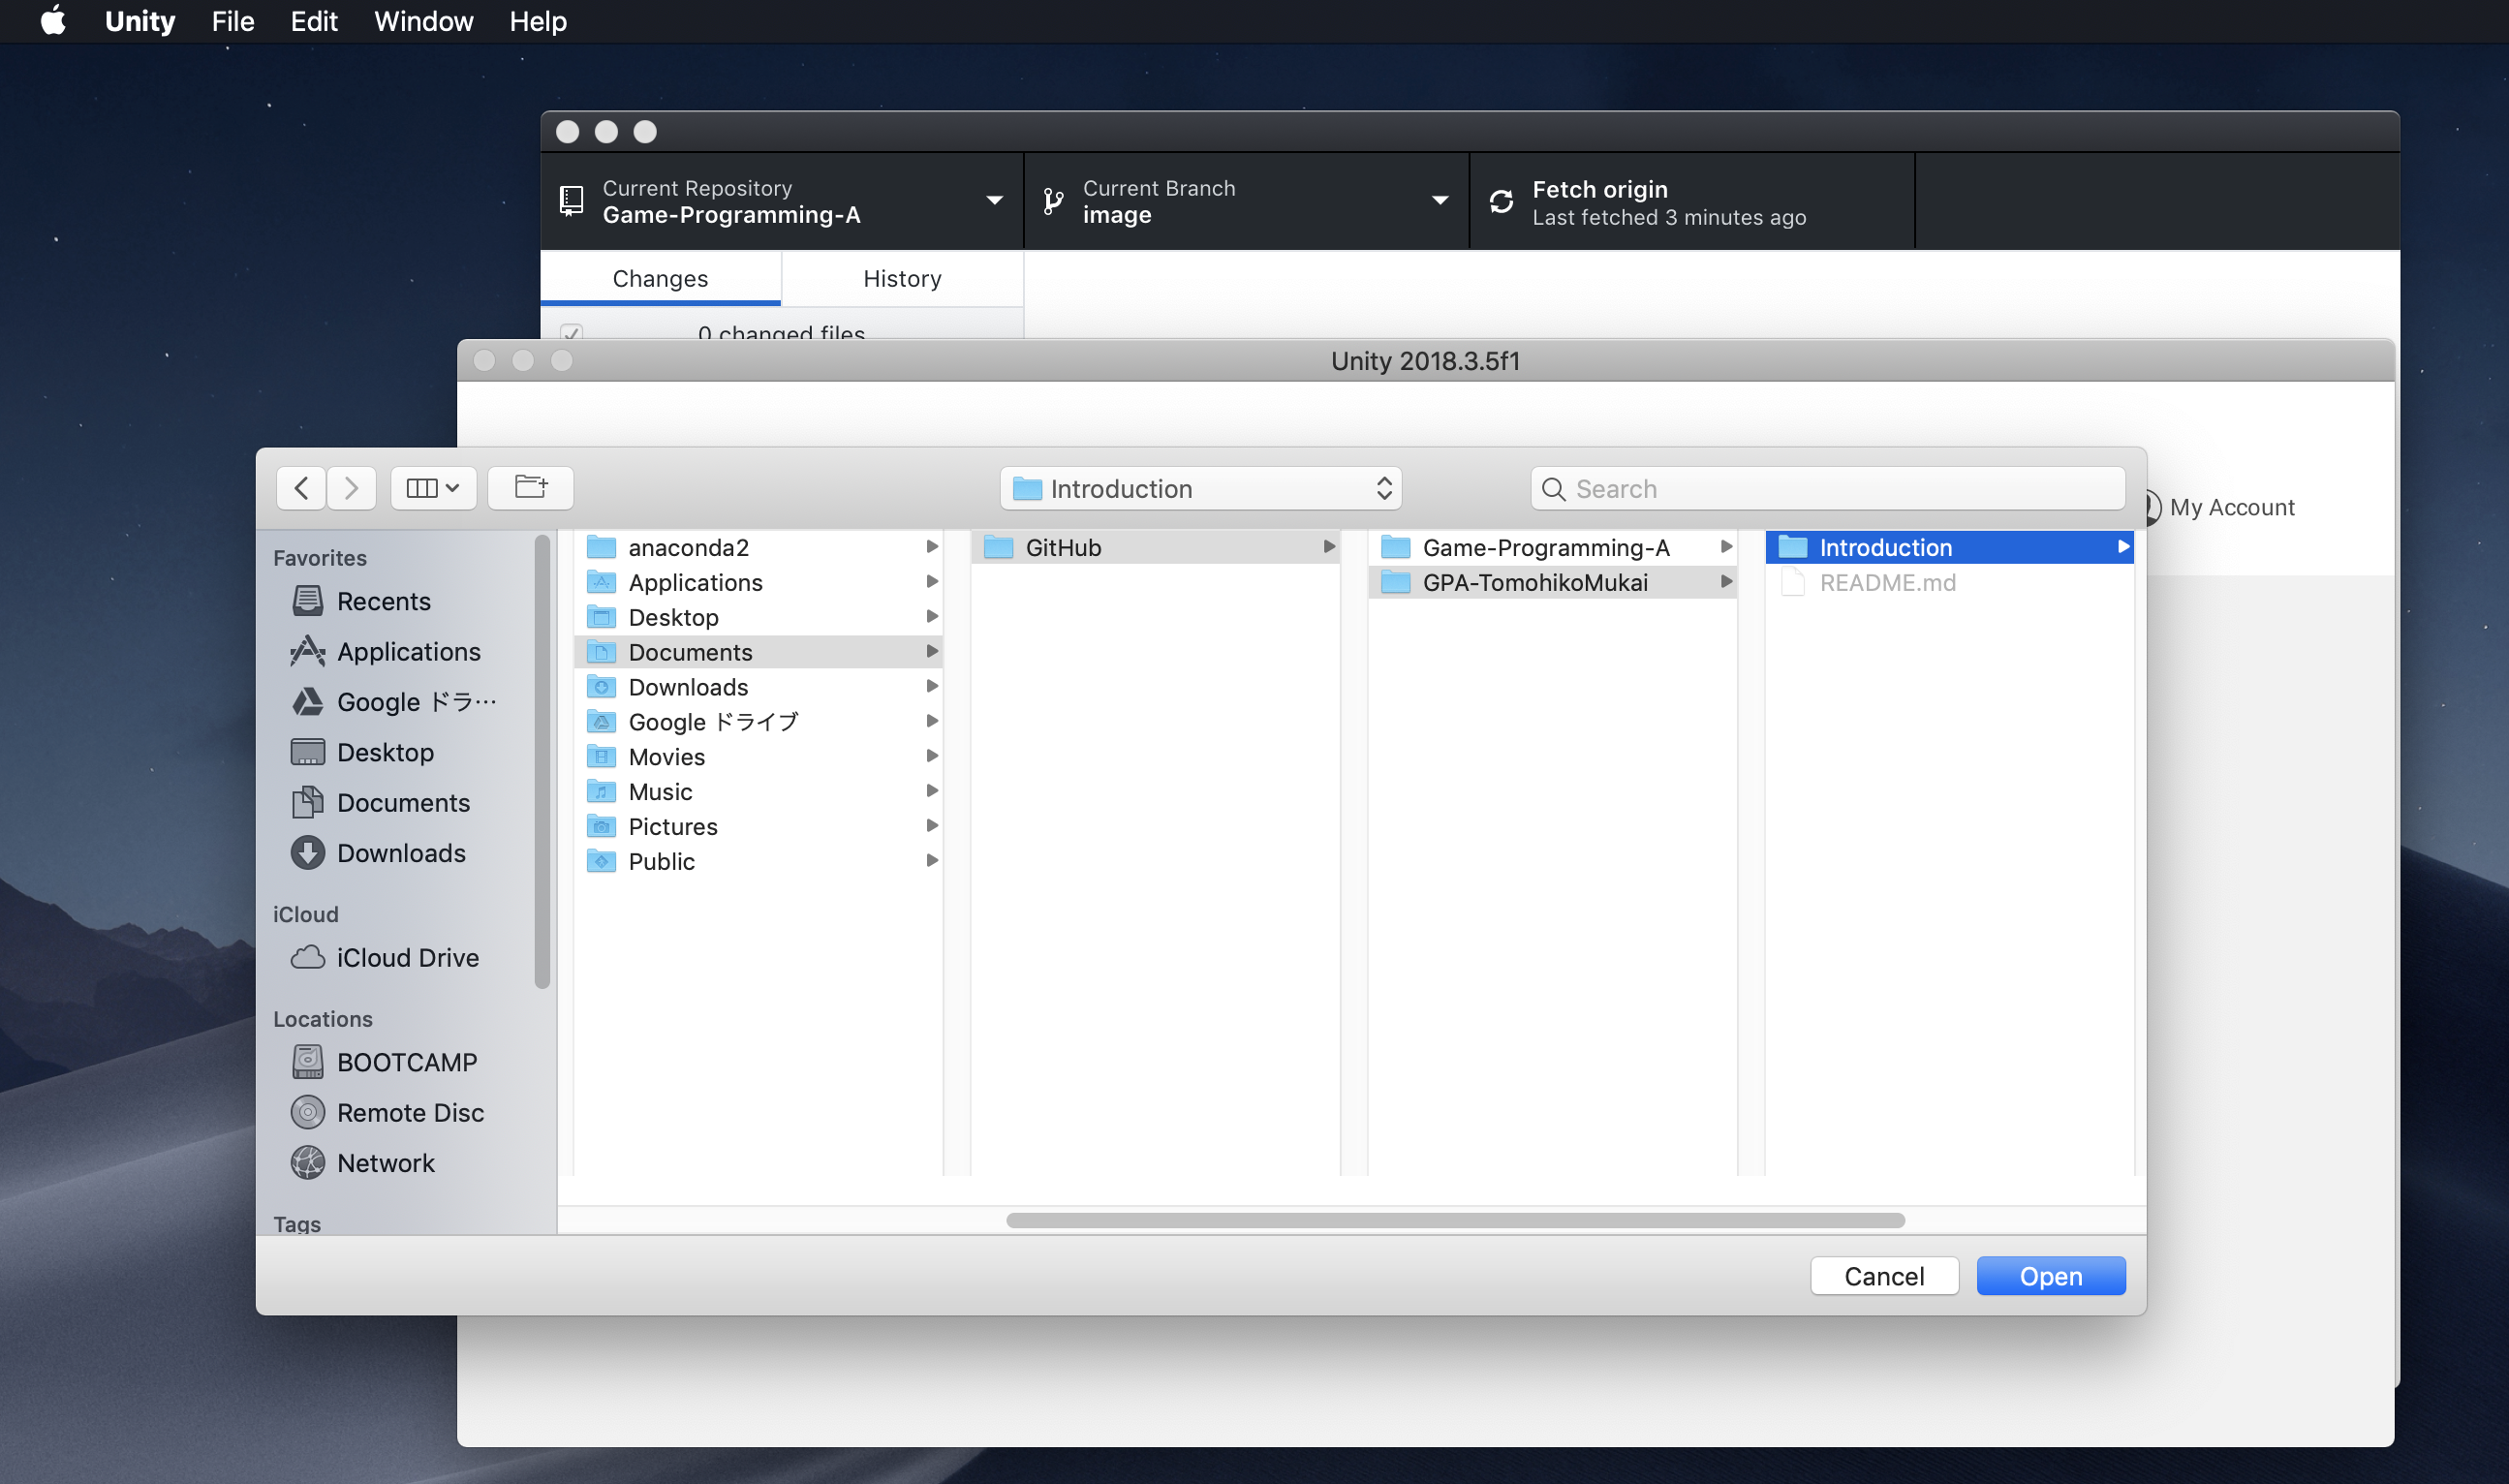 Unity File Edit Window Help
Current Repository
Game-Programming-A
Current Branch
image
Fetch origin
Last fetched 3 minutes ago
Changes
History
0 changed files
Unity 2018.3.5f1
My Account
Introduction
Search
Favorites
Recents
Applications
Google ドラ…
Desktop
Documents
Downloads
iCloud
iCloud Drive
Locations
BOOTCAMP
Remote Disc
Network
Tags
anaconda2
Applications
Desktop
Documents
Downloads
Google ドライブ
Movies
Music
Pictures
Public
GitHub
Game-Programming-A
GPA-TomohikoMukai
Introduction
README.md
Cancel
Open